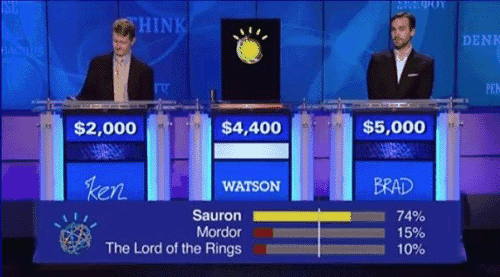 THINK
DENK
$2,000
$4,400
$5,000
ken
WATSON
BRAD
Sauron 74%
Mordor 15%
The Lord of the Rings 10%